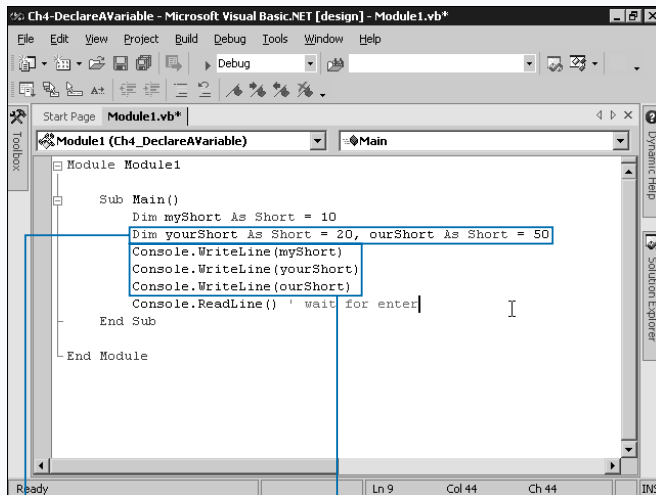 Ch4-DeclareAVariable - Microsoft Visual Basic.NET [design] - Module1.vb*
File Edit View Project Build Debug Tools Window Help
Debug
Start Page Module1.vb*
Module1 (Ch4_DeclareAVariable) Main
Toolbox
Dynamic Help
Solution Explorer
Module Module1
Sub Main()
Dim myShort As Short = 10
Dim yourShort As Short = 20, ourShort As Short = 50
Console.WriteLine(myShort)
Console.WriteLine(yourShort)
Console.WriteLine(ourShort)
Console.ReadLine() ' wait for enter
End Sub
End Module
Ready Ln 9 Col 44 Ch 44 INS